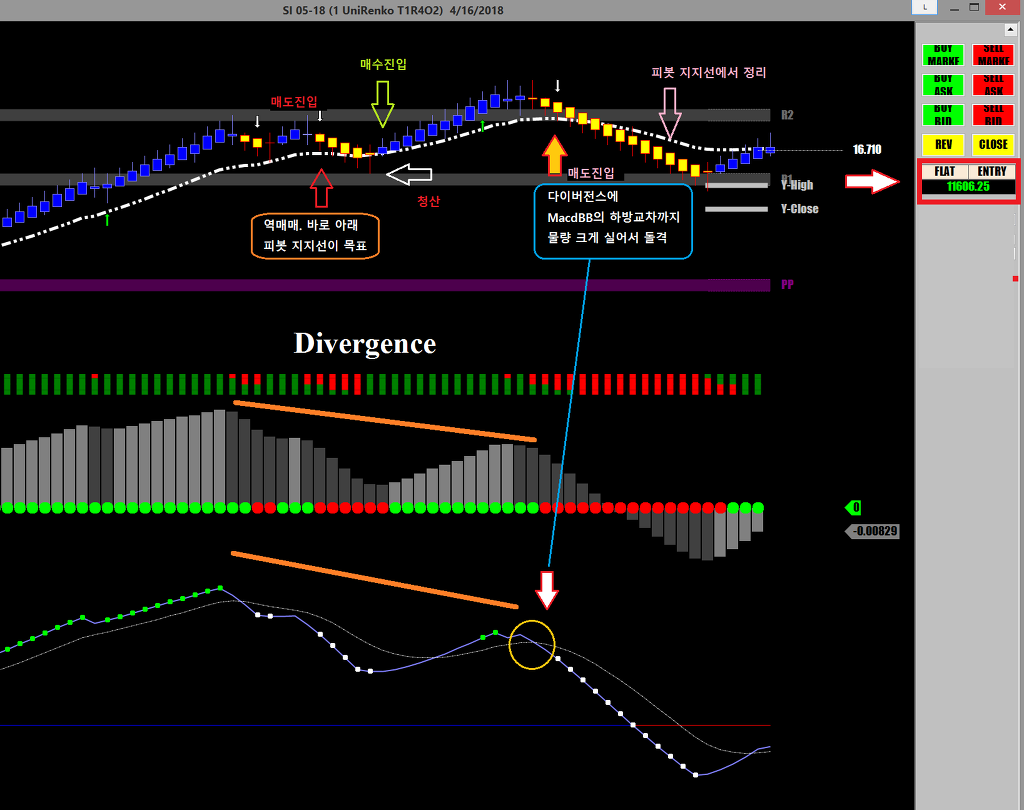 SI 05-18 (1 UniRenko T1R4O2) 4/16/2018
BUY
MARKE
SELL
MARKE
BUY
ASK
SELL
ASK
BUY
BID
SELL
BID
REV
CLOSE
FLAT
ENTRY
11606.25
매수진입
피봇 지지선에서 정리
매도진입
R2
16.710
매도진입
R1
Y-High
청산
Y-Close
다이버전스에
MacdBB의 하방교차까지
물량 크게 실어서 돌격
역매매. 바로 아래
피봇 지지선이 목표
PP
Divergence
0
-0.00829